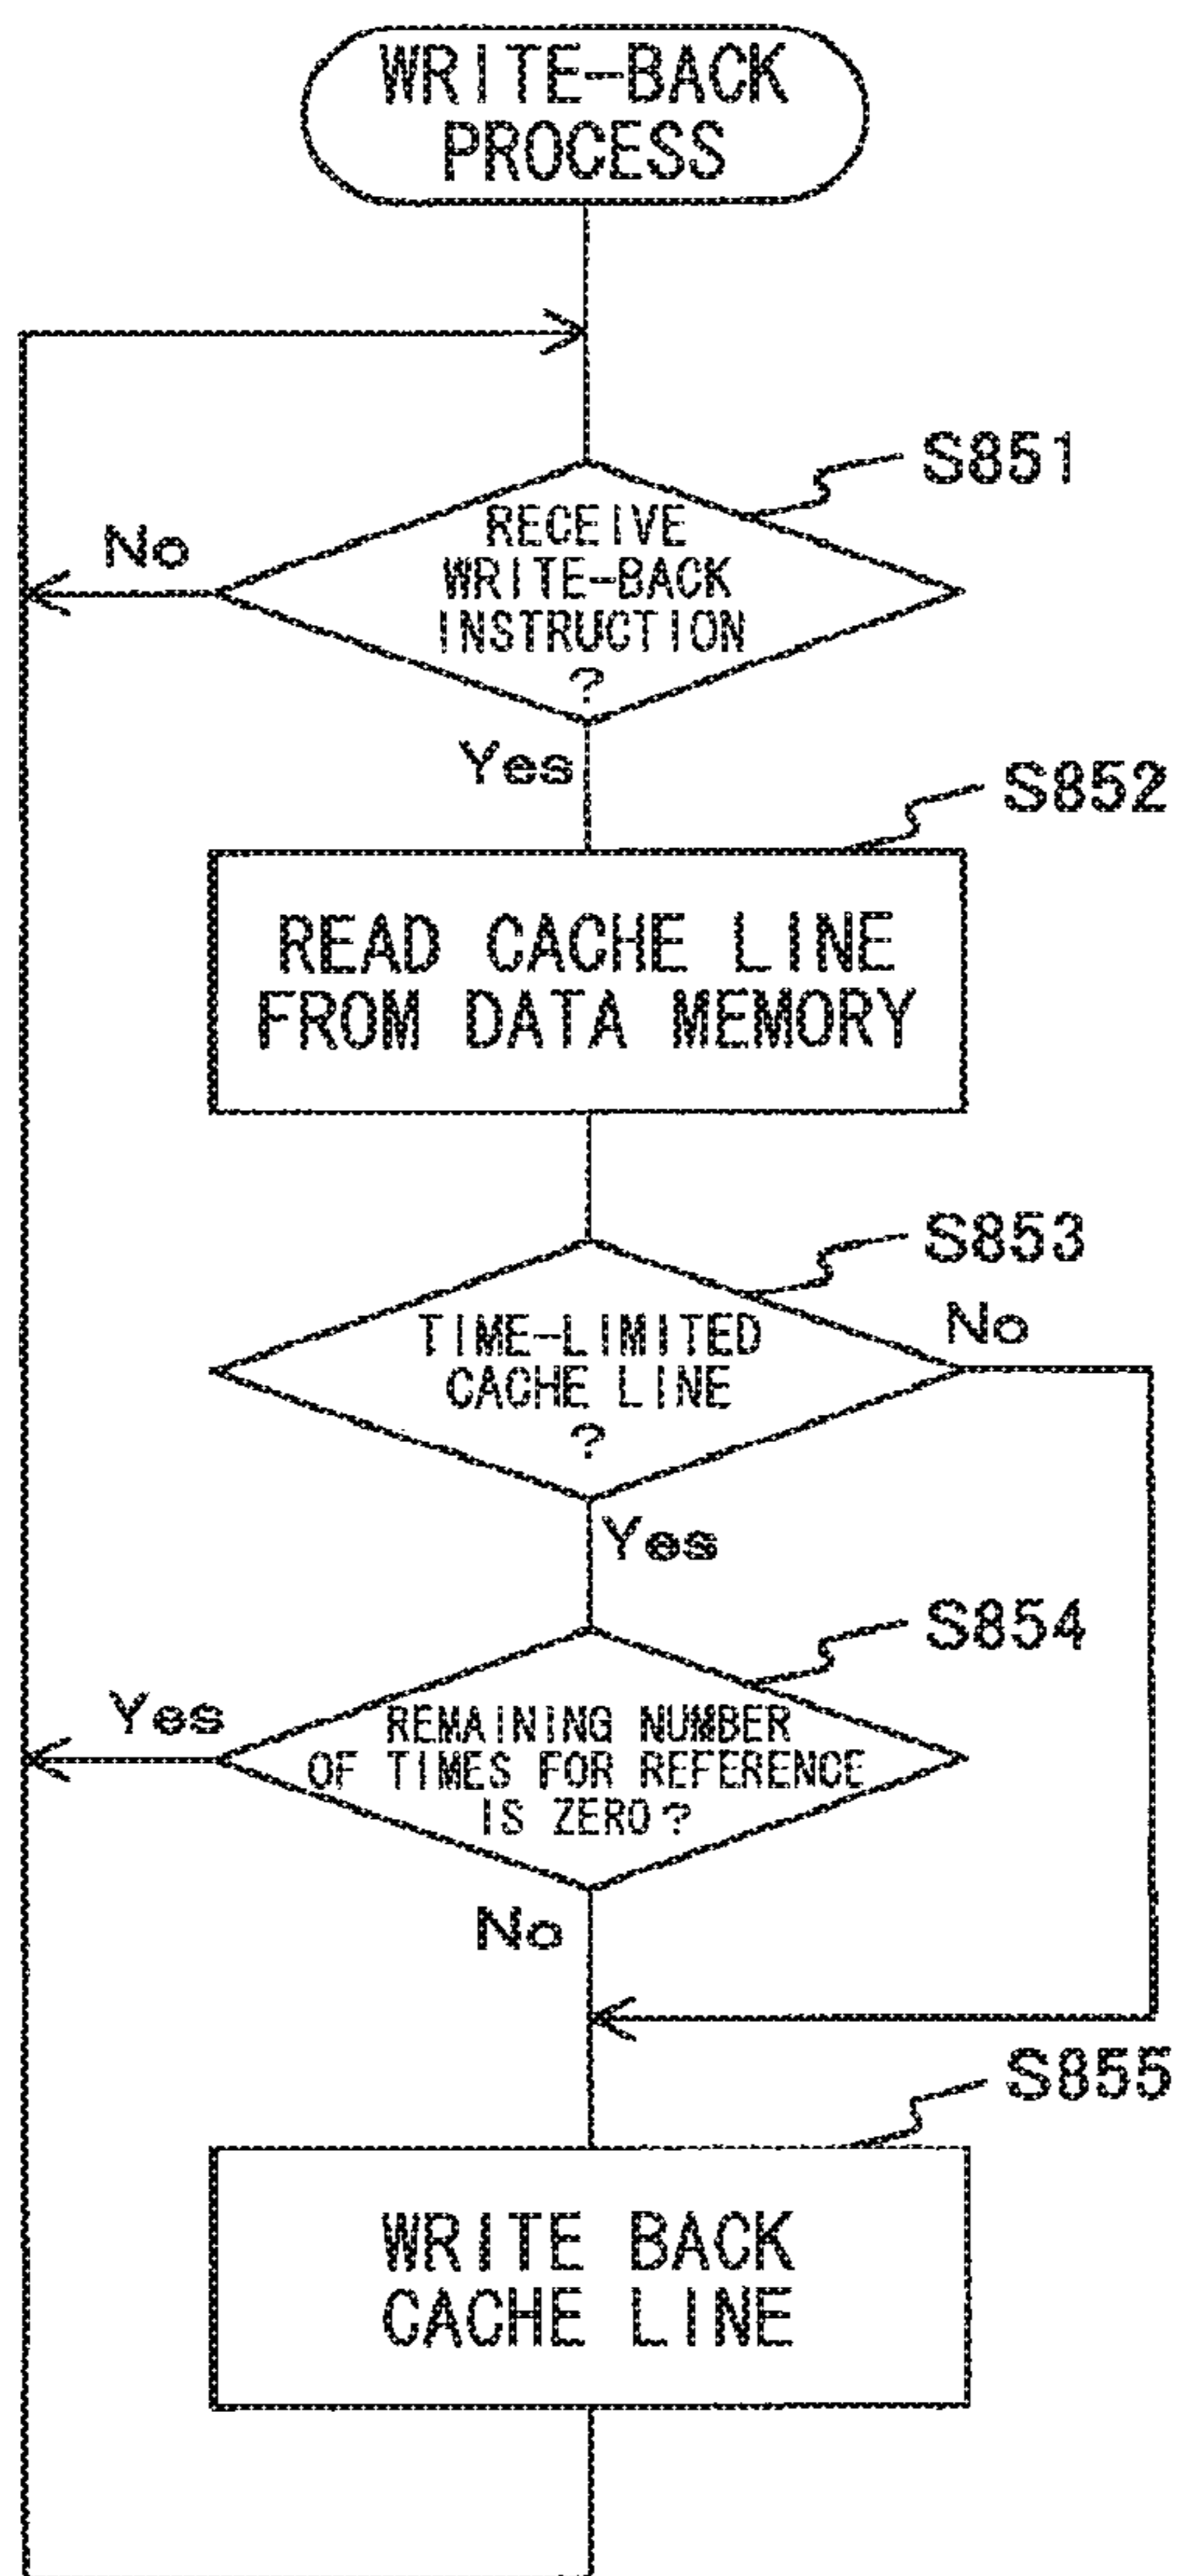 WRITE-BACK
PROCESS
S851
No
RECEIVE
WRITE-BACK
INSTRUCTION
?
Yes
S852
READ CACHE LINE
FROM DATA MEMORY
S853
No
TIME-LIMITED
CACHE LINE
?
Yes
S854
Yes
REMAINING NUMBER
OF TIMES FOR REFERENCE
IS ZERO?
No
S855
WRITE BACK
CACHE LINE